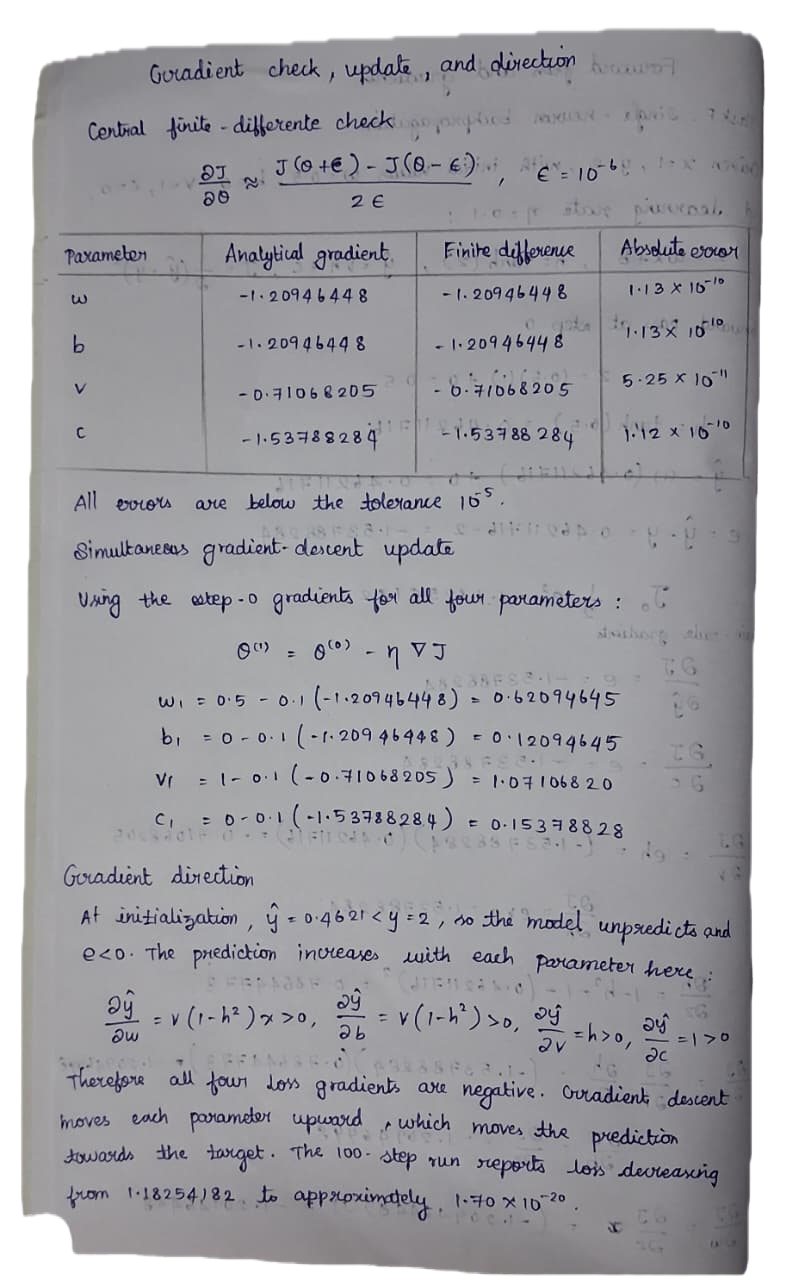 Gradient check, update, and direction
Central finite-differente check
∂J/∂θ ≈ (J(θ+ϵ) - J(θ-ϵ)) / 2ϵ , ϵ = 10⁻⁶
Parameter Analytical gradient Finite difference Absolute error
w -1.20946448 -1.20946448 1.13 × 10⁻¹⁰
b -1.20946448 -1.20946448 1.13 × 10⁻¹⁰
v -0.71068205 -0.71068205 5.25 × 10⁻¹¹
c -1.53788284 -1.53788284 1.12 × 10⁻¹⁰
All errors are below the tolerance 10⁻⁵.
Simultaneous gradient-descent update
Using the step-0 gradients for all four parameters :
θ⁽¹⁾ = θ⁽⁰⁾ - η ∇J
w₁ = 0.5 - 0.1 (-1.20946448) = 0.62094645
b₁ = 0 - 0.1 (-1.20946448) = 0.12094645
v₁ = 1 - 0.1 (-0.71068205) = 1.07106820
c₁ = 0 - 0.1 (-1.53788284) = 0.15378828
Gradient direction
At initialization, ŷ = 0.4621 < y = 2, so the model unpredicts and
e<0. The prediction increases with each parameter here :
∂ŷ/∂w = v(1-h²)x > 0, ∂ŷ/∂b = v(1-h²) > 0, ∂ŷ/∂v = h > 0, ∂ŷ/∂c = 1 > 0
Therefore all four loss gradients are negative. Gradient descent
moves each parameter upward, which moves the prediction
towards the target. The 100-step run reports loss decreasing
from 1.18254182 to approximately 1.70 × 10⁻²⁰.